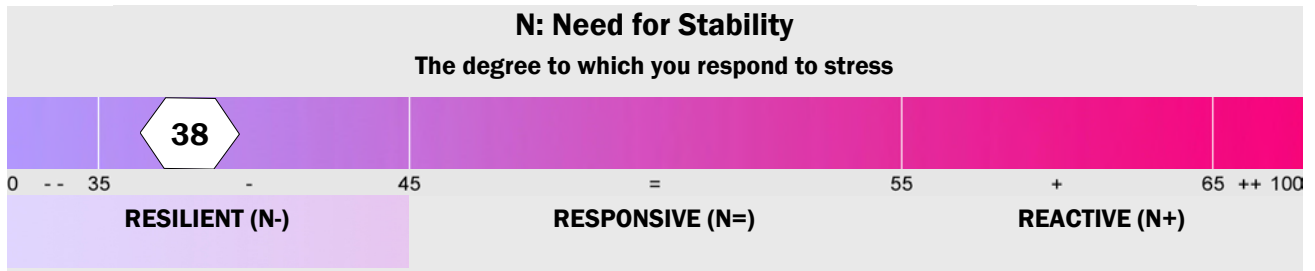 N: Need for Stability
The degree to which you respond to stress
38
0 -- 35 - 45 = 55 + 65 ++ 100
RESILIENT (N-) RESPONSIVE (N=) REACTIVE (N+)